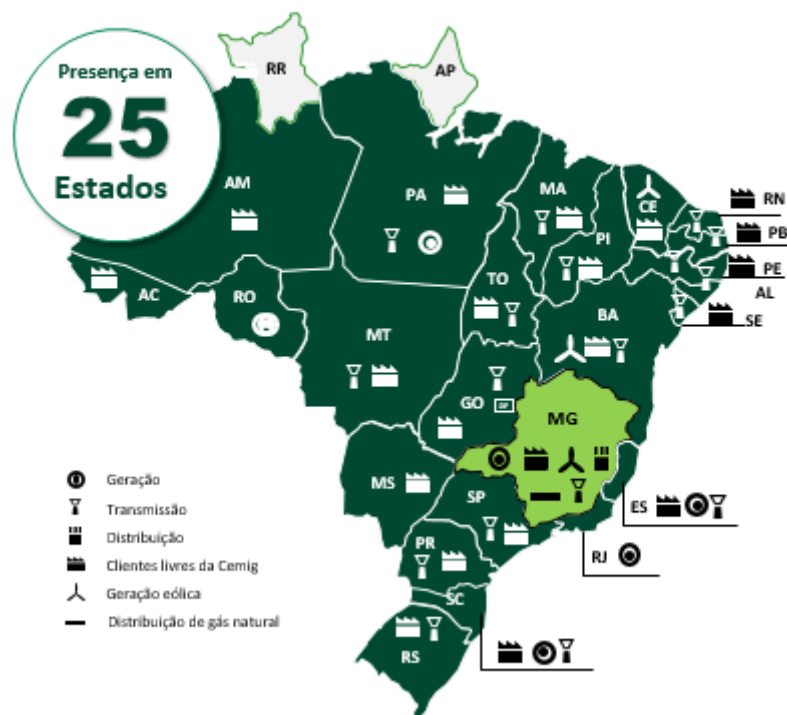 Presença em
25
Estados
RR
AP
AM
PA
MA
CE
RN
PB
PE
AL
SE
PI
AC
RO
TO
MT
BA
GO
DF
MG
MS
SP
ES
RJ
PR
SC
RS
Geração
Transmissão
Distribuição
Clientes livres da Cemig
Geração eólica
Distribuição de gás natural